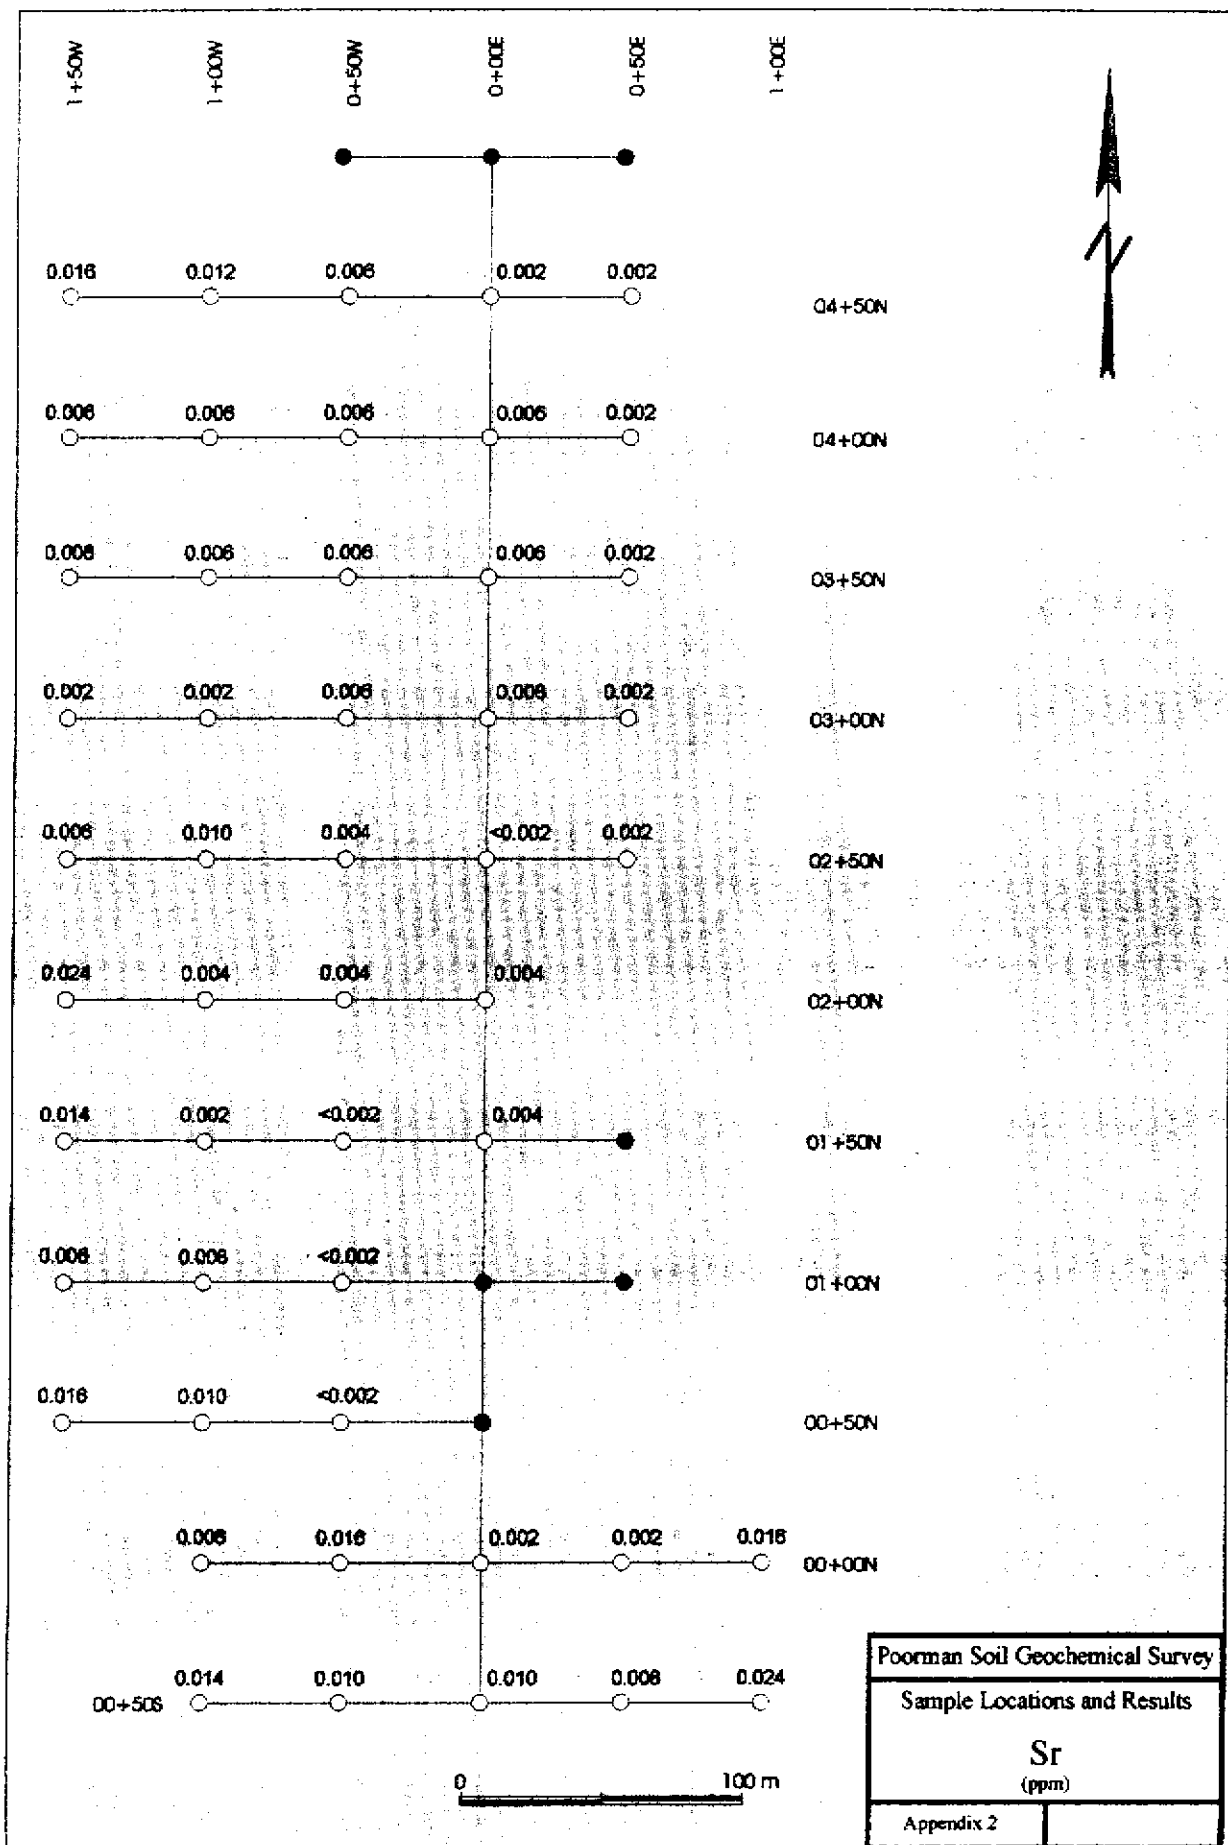 1+50W 1+00W 0+50W 0+00E 0+50E 1+00E
0.016 0.012 0.006 0.002 0.002
04+50N
0.006 0.006 0.006 0.006 0.002
04+00N
0.006 0.006 0.006 0.006 0.002
03+50N
0.002 0.002 0.006 0.006 0.002
03+00N
0.006 0.010 0.004 <0.002 0.002
02+50N
0.024 0.004 0.004 0.004
02+00N
0.014 0.002 <0.002 0.004
01+50N
0.006 0.006 <0.002
01+00N
0.016 0.010 <0.002
00+50N
0.006 0.016 0.002 0.002 0.016
00+00N
0.014 0.010 0.010 0.006 0.024
00+50S
0 100 m
Poorman Soil Geochemical Survey
Sample Locations and Results
Sr
(ppm)
Appendix 2